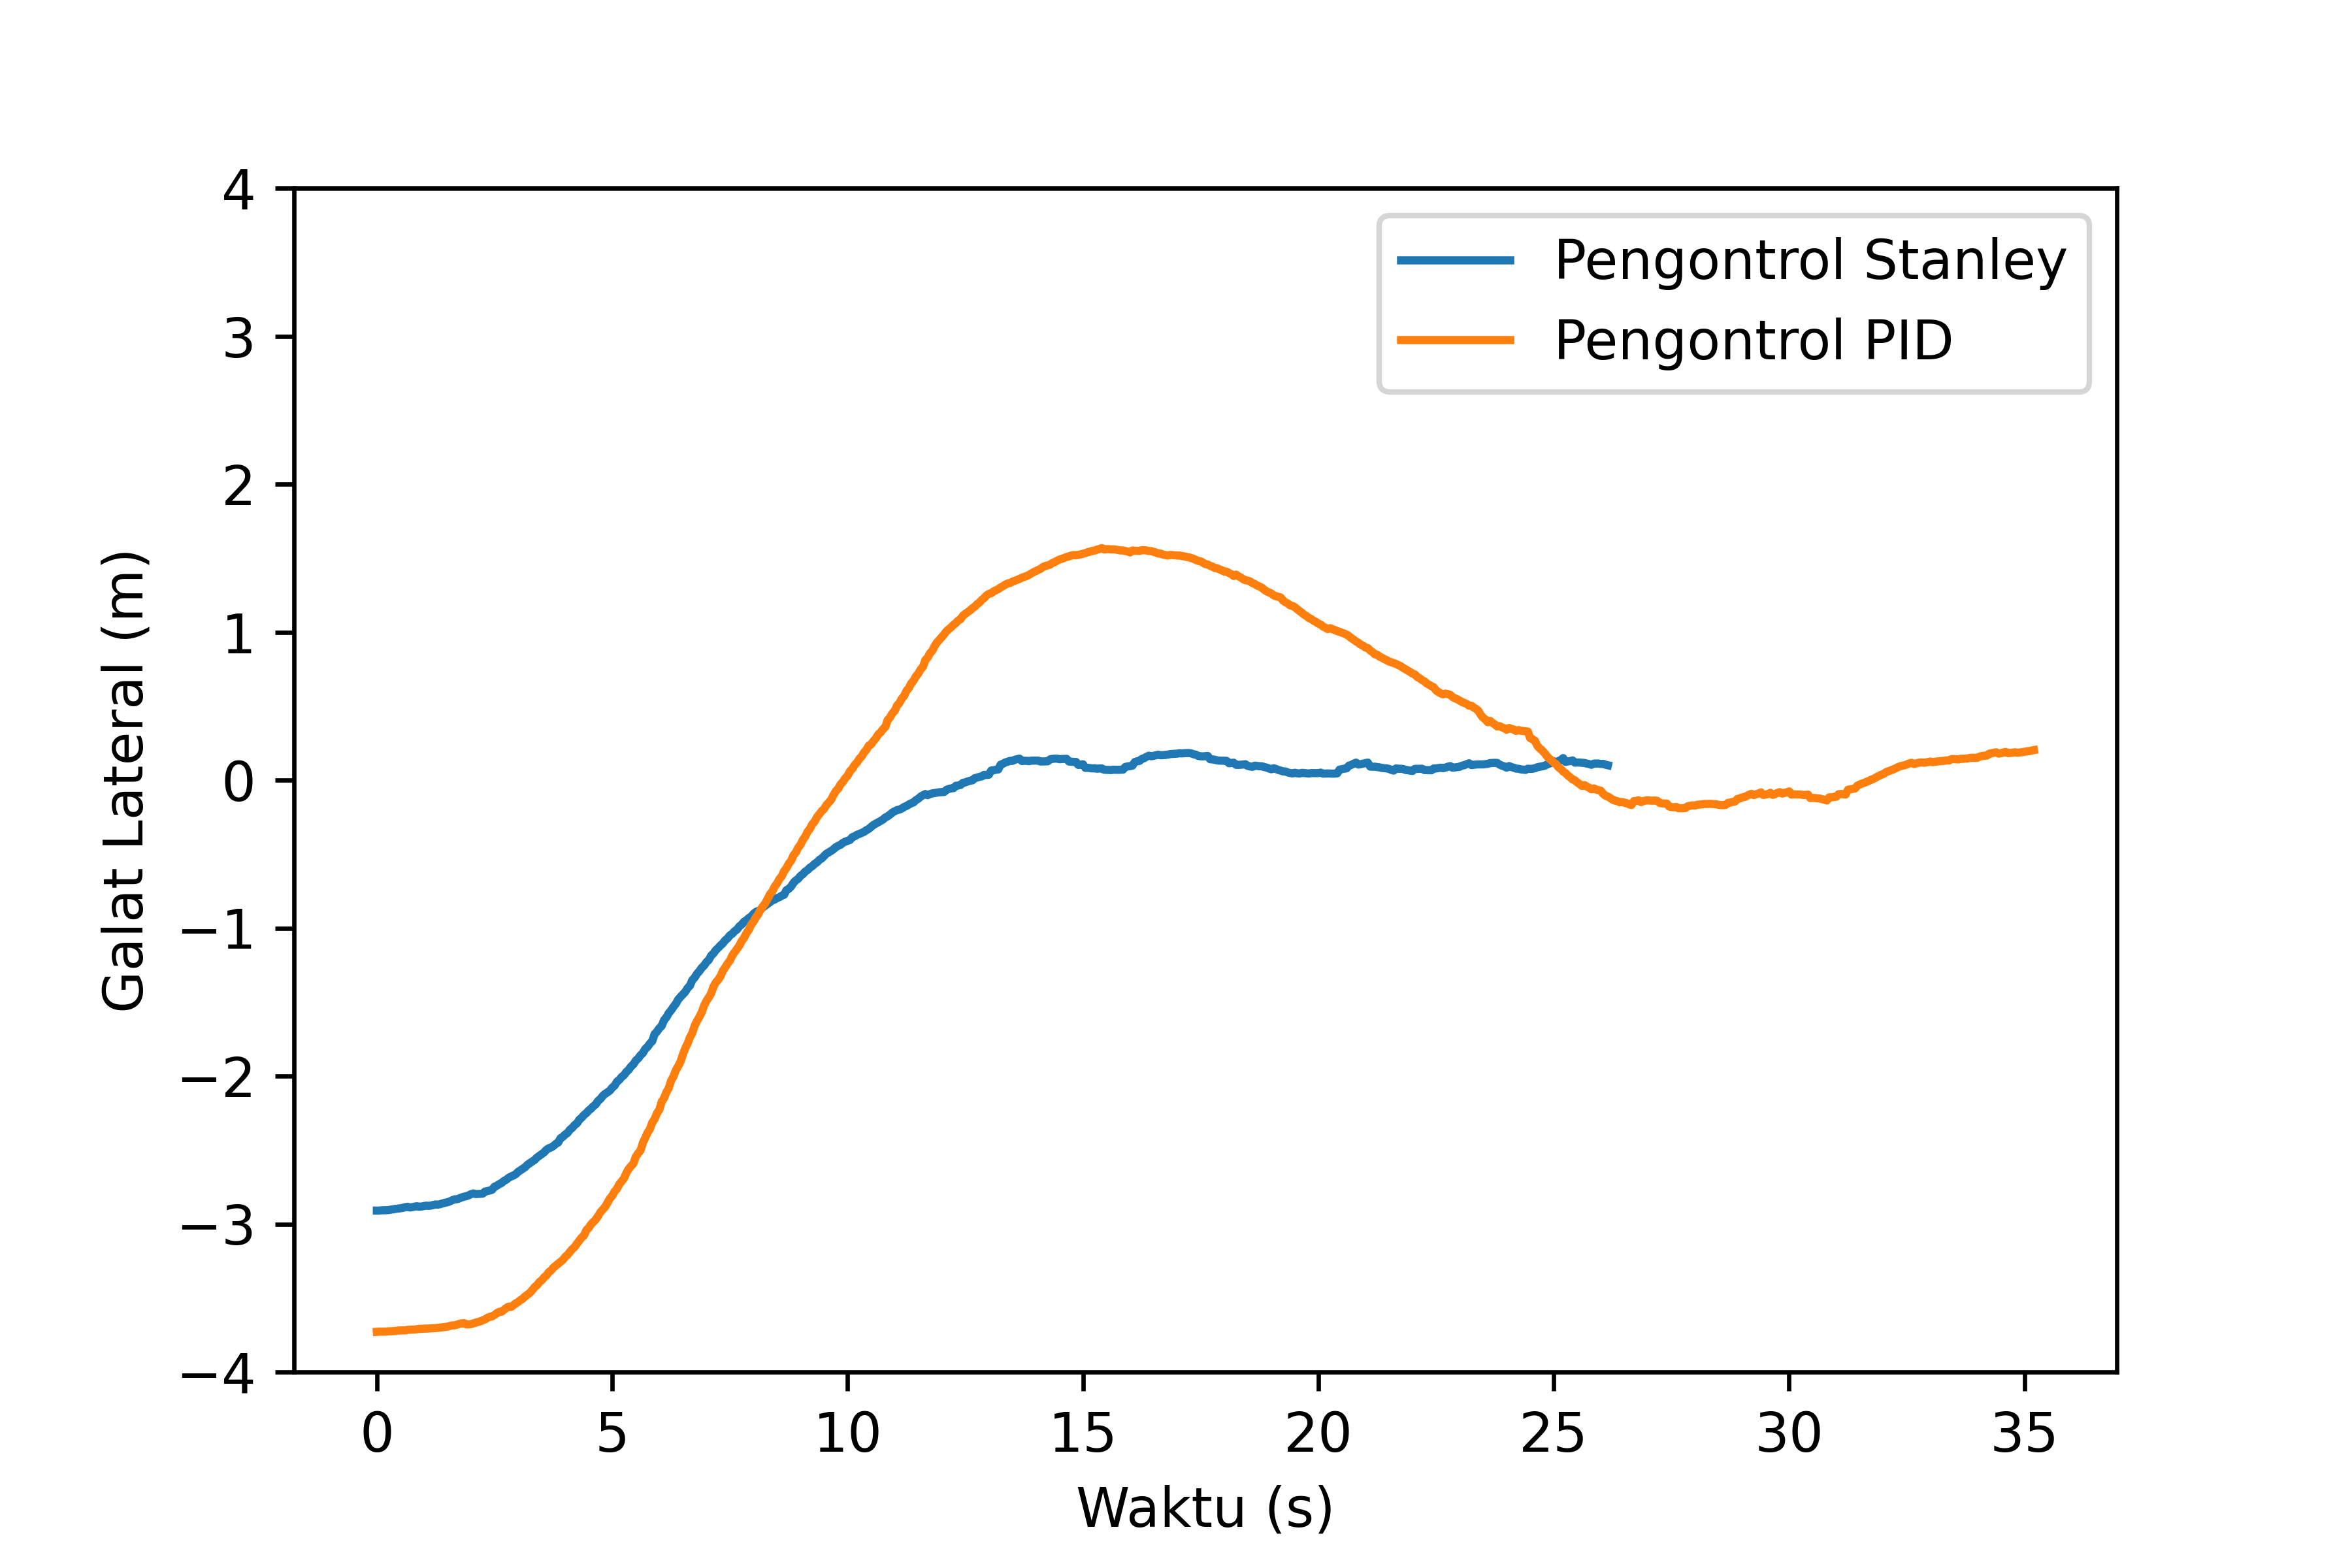 4
3
2
1
0
−1
−2
−3
−4
Galat Lateral (m)
Pengontrol Stanley
Pengontrol PID
0 5 10 15 20 25 30 35
Waktu (s)